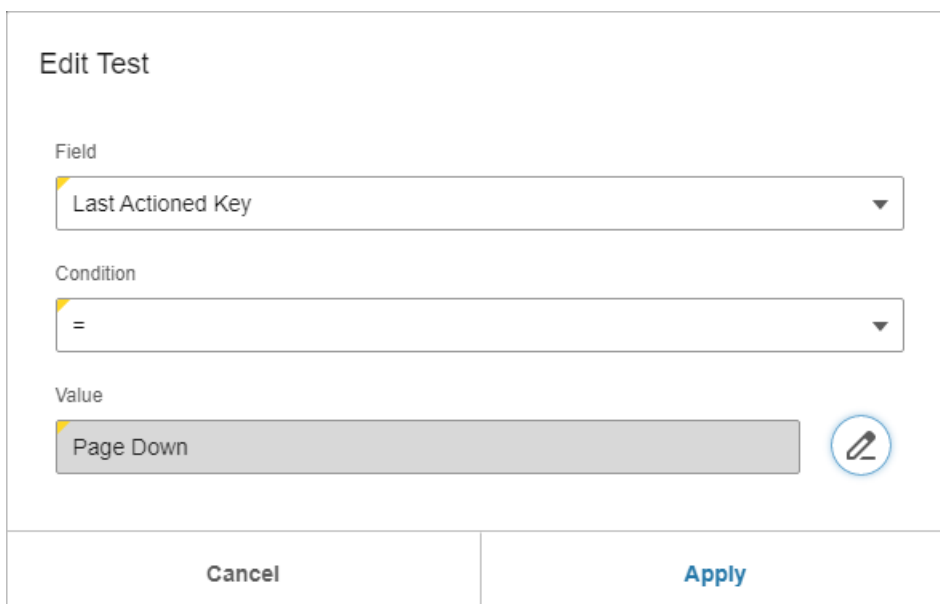 Edit Test
Field
Last Actioned Key
Condition
=
Value
Page Down
Cancel Apply